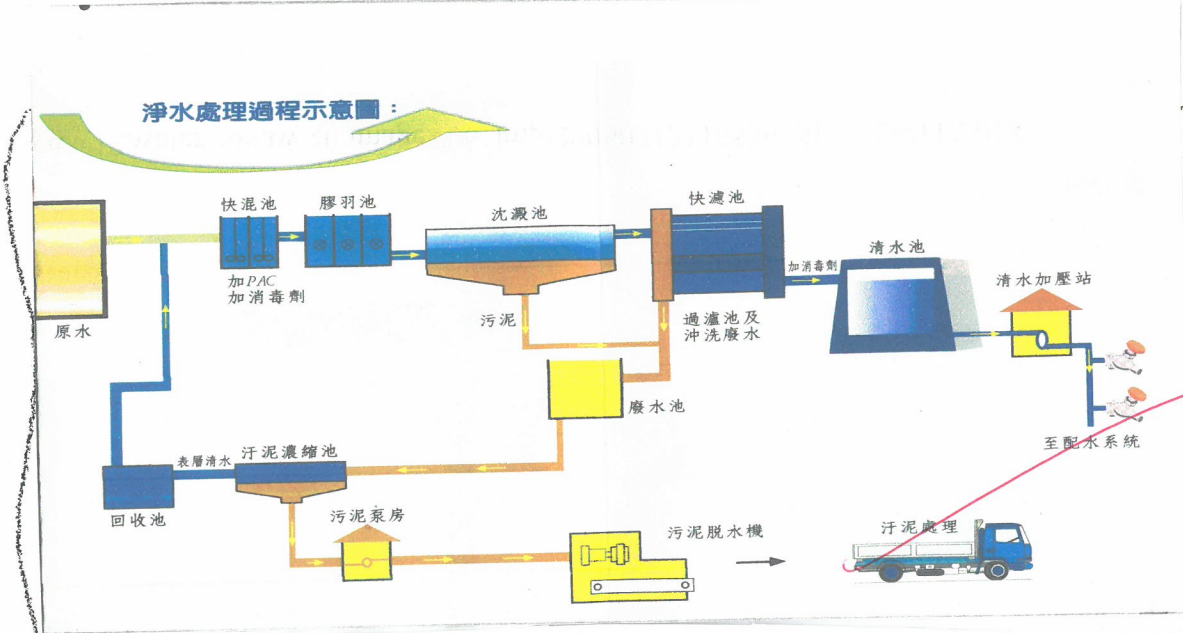 淨水處理過程示意圖：
快混池
膠羽池
沈澱池
快濾池
清水池
清水加壓站
原水
加PAC
加消毒劑
加消毒劑
污泥
過濾池及
沖洗廢水
廢水池
至配水系統
表層清水
汙泥濃縮池
回收池
污泥泵房
污泥脫水機
汙泥處理